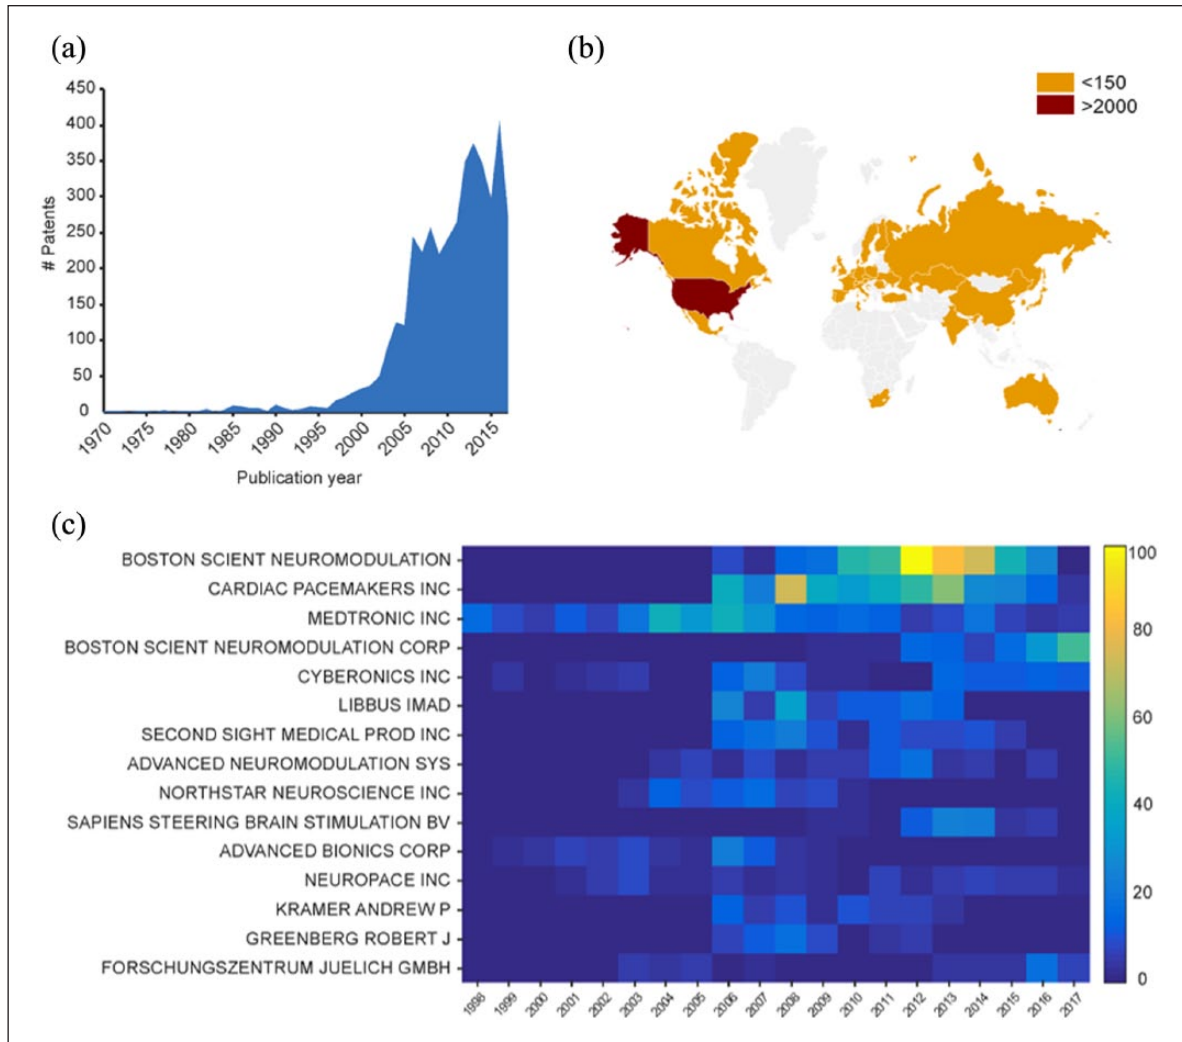 (a)
450
400
350
300
250
200
150
100
50
0
# Patents
1970
1975
1980
1985
1990
1995
2000
2005
2010
2015
Publication year
(b)
<150
>2000
(c)
BOSTON SCIENT NEUROMODULATION
CARDIAC PACEMAKERS INC
MEDTRONIC INC
BOSTON SCIENT NEUROMODULATION CORP
CYBERONICS INC
LIBBUS IMAD
SECOND SIGHT MEDICAL PROD INC
ADVANCED NEUROMODULATION SYS
NORTHSTAR NEUROSCIENCE INC
SAPIENS STEERING BRAIN STIMULATION BV
ADVANCED BIONICS CORP
NEUROPACE INC
KRAMER ANDREW P
GREENBERG ROBERT J
FORSCHUNGSZENTRUM JUELICH GMBH
1998
1999
2000
2001
2002
2003
2004
2005
2006
2007
2008
2009
2010
2011
2012
2013
2014
2015
2016
2017
100
80
60
40
20
0